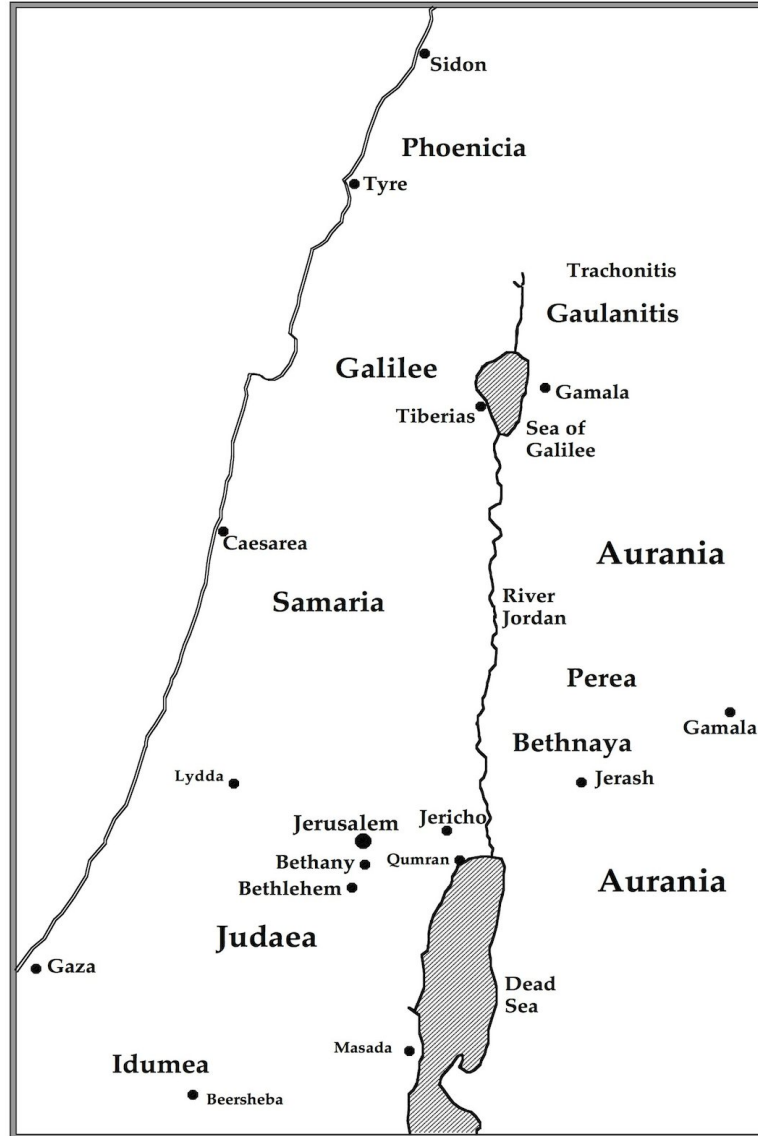 Sidon
Phoenicia
Tyre
Trachonitis
Gaulanitis
Galilee
Gamala
Tiberias
Sea of
Galilee
Caesarea
Aurania
Samaria
River
Jordan
Perea
Gamala
Bethnaya
Lydda
Jerash
Jericho
Jerusalem
Bethany
Qumran
Bethlehem
Aurania
Judaea
Gaza
Dead
Sea
Masada
Idumea
Beersheba